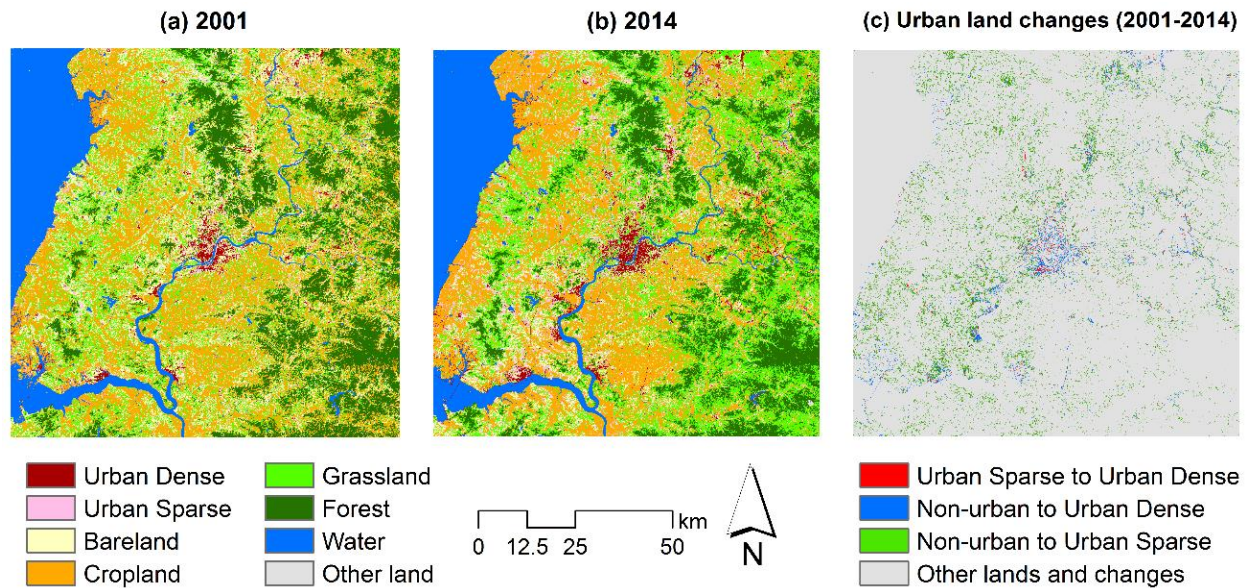 (a) 2001
(b) 2014
(c) Urban land changes (2001-2014)
Urban Dense
Urban Sparse
Bareland
Cropland
Grassland
Forest
Water
Other land
0 12.5 25 50
km
N
Urban Sparse to Urban Dense
Non-urban to Urban Dense
Non-urban to Urban Sparse
Other lands and changes